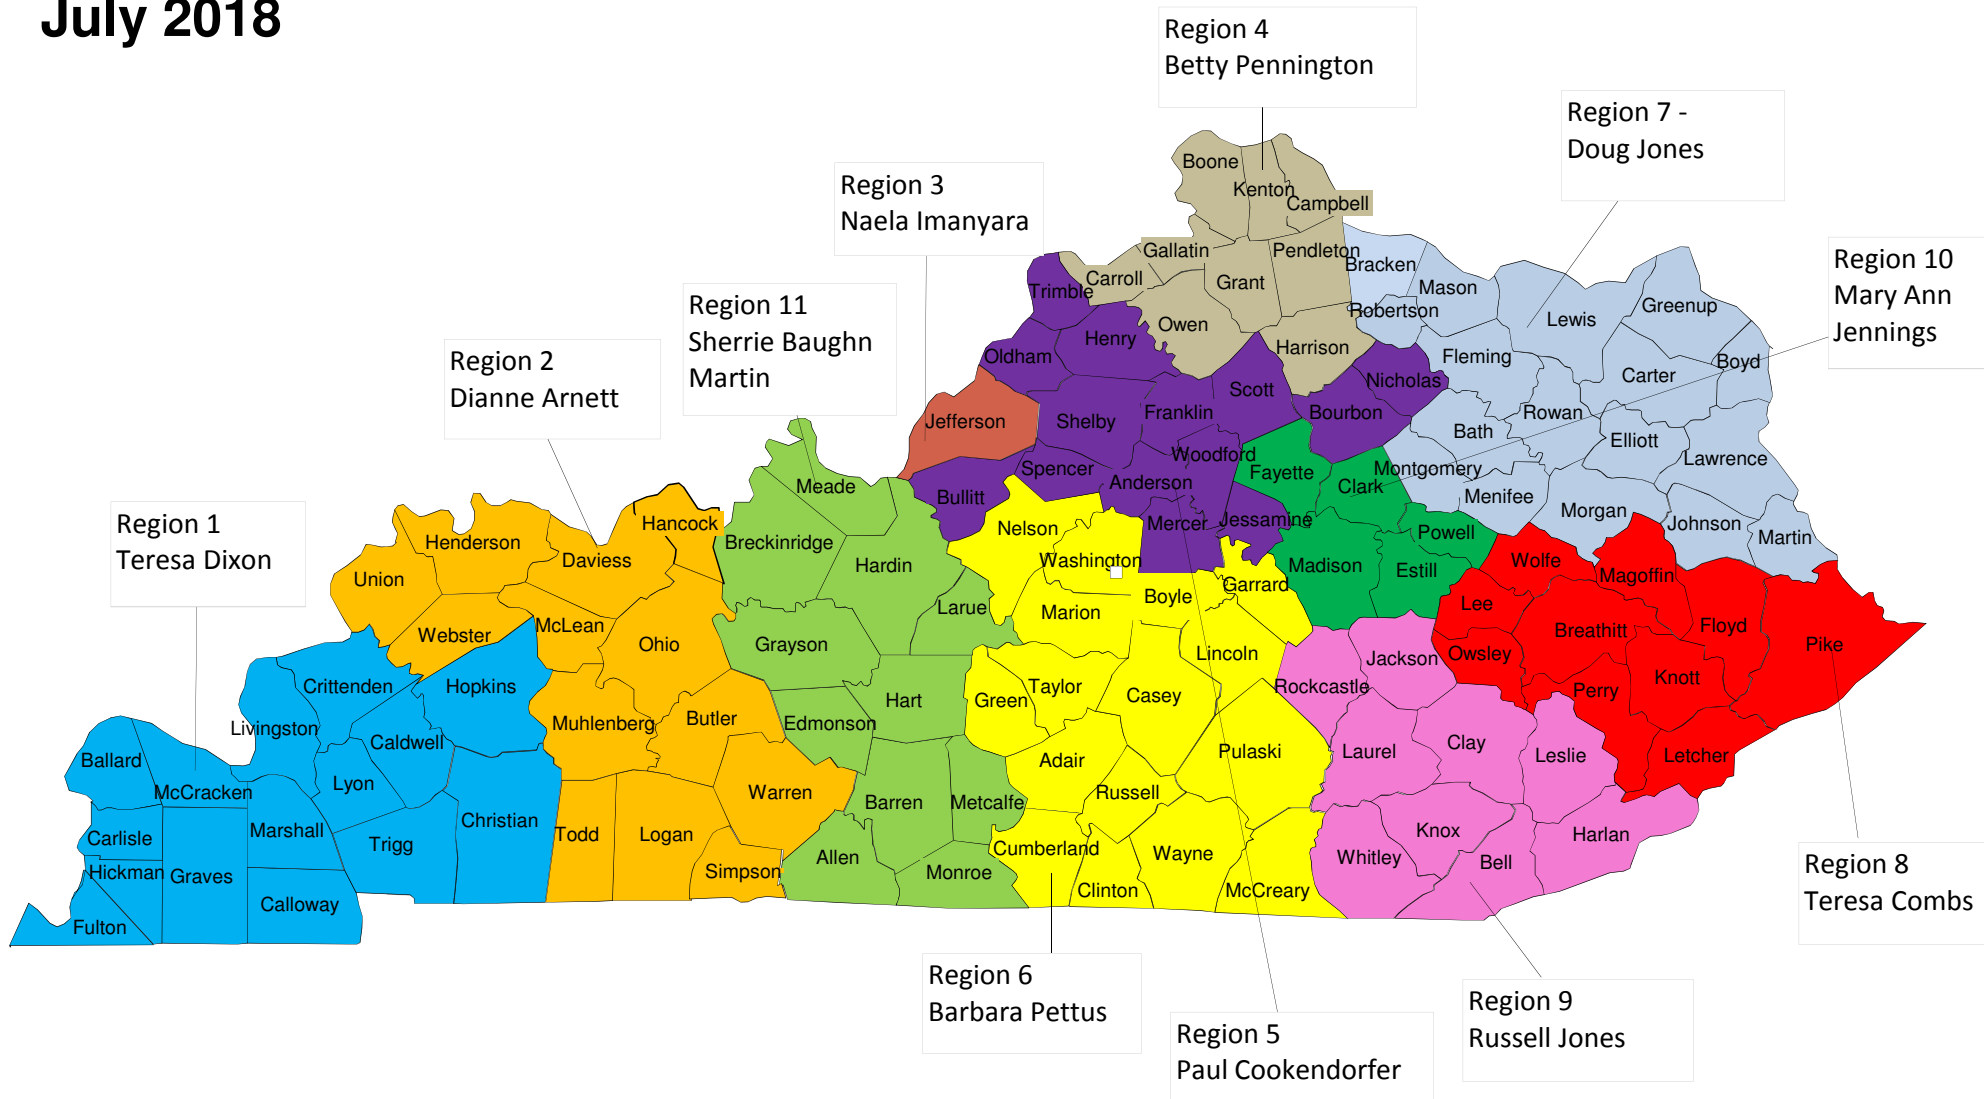 July 2018
Region 4
Betty Pennington
Region 7 -
Doug Jones
Region 3
Naela Imanyara
Region 10
Mary Ann
Jennings
Region 11
Sherrie Baughn
Martin
Region 2
Dianne Arnett
Region 1
Teresa Dixon
Boone
Kenton
Campbell
Gallatin
Pendleton
Carroll
Grant
Owen
Harrison
Bracken
Mason
Robertson
Lewis
Greenup
Fleming
Carter
Boyd
Rowan
Bath
Elliott
Lawrence
Montgomery
Menifee
Morgan
Johnson
Martin
Trimble
Henry
Oldham
Scott
Nicholas
Bourbon
Shelby
Franklin
Woodford
Spencer
Anderson
Bullitt
Mercer
Jessamine
Jefferson
Fayette
Clark
Powell
Madison
Estill
Meade
Breckinridge
Hardin
Larue
Grayson
Hart
Edmonson
Barren
Metcalfe
Allen
Monroe
Hancock
Henderson
Daviess
Union
Webster
McLean
Ohio
Muhlenberg
Butler
Warren
Todd
Logan
Simpson
Crittenden
Hopkins
Livingston
Caldwell
Ballard
McCracken
Lyon
Carlisle
Marshall
Trigg
Christian
Hickman
Graves
Calloway
Fulton
Nelson
Washington
Marion
Boyle
Garrard
Lincoln
Green
Taylor
Casey
Adair
Pulaski
Russell
Cumberland
Wayne
Clinton
McCreary
Wolfe
Magoffin
Lee
Breathitt
Floyd
Pike
Owsley
Perry
Knott
Letcher
Jackson
Rockcastle
Laurel
Clay
Leslie
Knox
Harlan
Whitley
Bell
Region 8
Teresa Combs
Region 6
Barbara Pettus
Region 9
Russell Jones
Region 5
Paul Cookendorfer